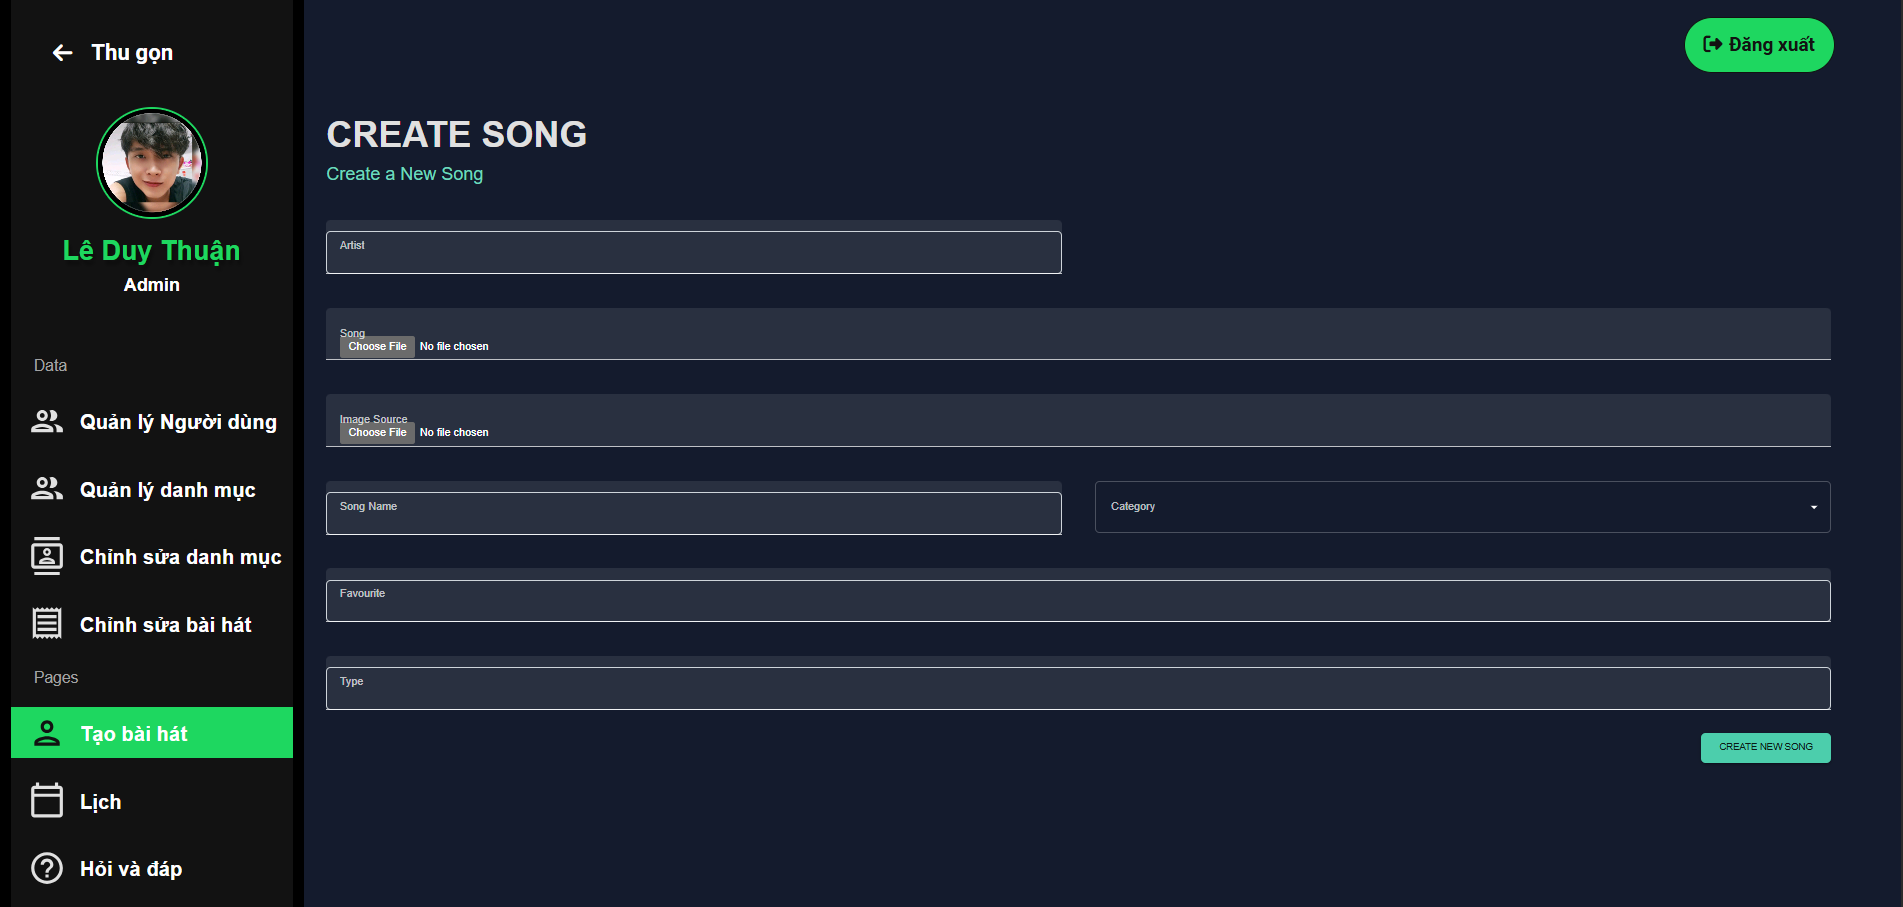 Thu gọn
Lê Duy Thuận
Admin
Data
Quản lý Người dùng
Quản lý danh mục
Chỉnh sửa danh mục
Chỉnh sửa bài hát
Pages
Tạo bài hát
Lịch
Hỏi và đáp
Đăng xuất
CREATE SONG
Create a New Song
Artist
Song
Choose File No file chosen
Image Source
Choose File No file chosen
Song Name
Category
Favourite
Type
CREATE NEW SONG